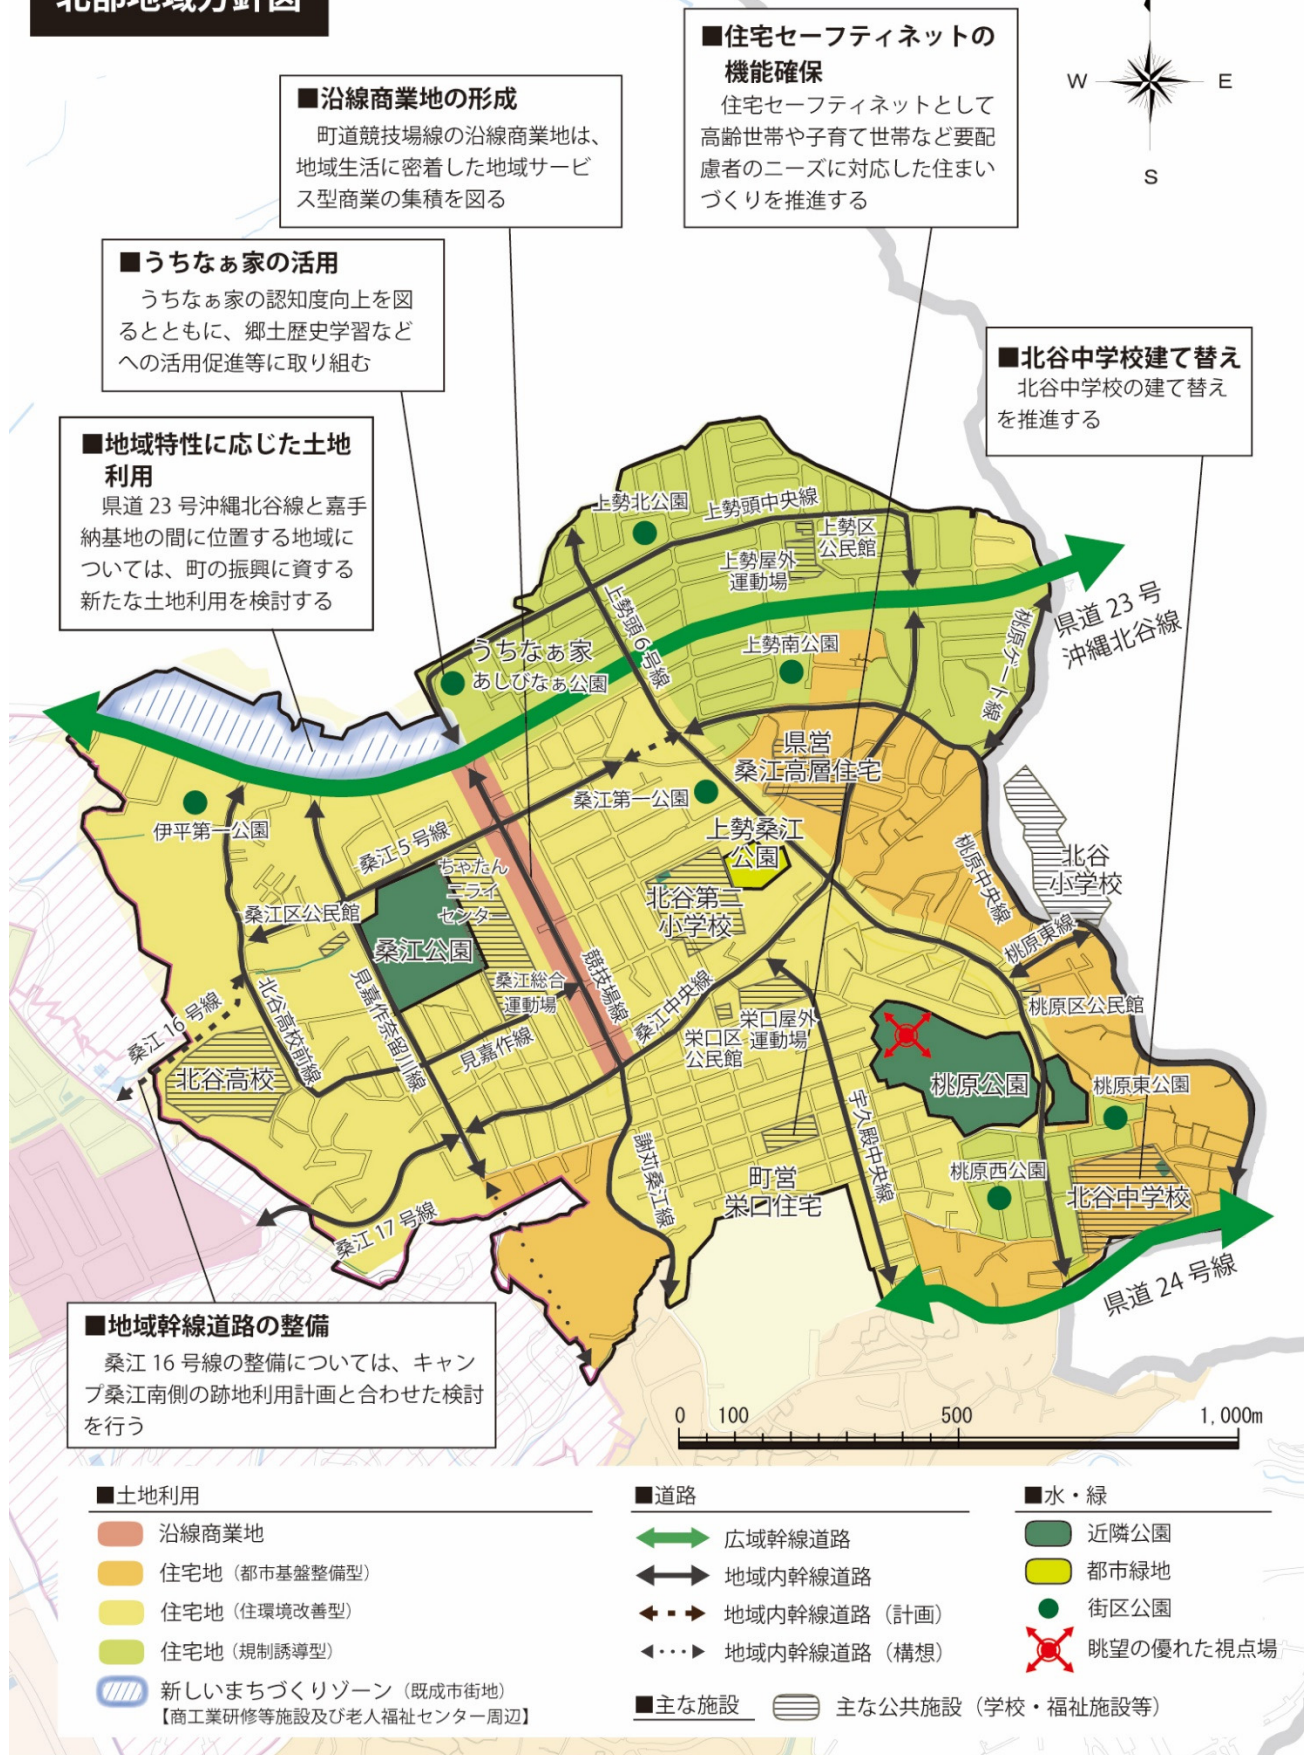 北部地域方針図
W
E
S
■住宅セーフティネットの
機能確保
住宅セーフティネットとして
高齢世帯や子育て世帯など要配
慮者のニーズに対応した住まい
づくりを推進する
■沿線商業地の形成
町道競技場線の沿線商業地は、
地域生活に密着した地域サービ
ス型商業の集積を図る
■うちなぁ家の活用
うちなぁ家の認知度向上を図
るとともに、郷土歴史学習など
への活用促進等に取り組む
■北谷中学校建て替え
北谷中学校の建て替え
を推進する
■地域特性に応じた土地
利用
県道 23 号沖縄北谷線と嘉手
納基地の間に位置する地域に
ついては、町の振興に資する
新たな土地利用を検討する
上勢北公園
上勢頭中央線
上勢区
公民館
上勢屋外
運動場
上勢頭6号線
桃原ゲート線
県道 23 号
沖縄北谷線
うちなぁ家
あしびなぁ公園
上勢南公園
県営
桑江高層住宅
桑江第一公園
伊平第一公園
桑江5号線
上勢桑江
公園
桃原中央線
北谷
小学校
ちゃたん
ニライ
センター
北谷第二
小学校
桑江区公民館
桑江公園
桃原東線
競技場線
桑江総合
運動場
桑江中央線
桃原区公民館
北谷高校前線
見嘉作奈留川線
桑江 16 号線
栄口屋外
運動場
栄口区
公民館
見嘉作線
北谷高校
桃原公園
桃原東公園
宇久殿中央線
謝苅桑江線
桃原西公園
町営
栄口住宅
北谷中学校
桑江 17 号線
県道 24 号線
■地域幹線道路の整備
桑江 16 号線の整備については、キャン
プ桑江南側の跡地利用計画と合わせた検討
を行う
0 100 500 1,000m
■土地利用
沿線商業地
住宅地（都市基盤整備型）
住宅地（住環境改善型）
住宅地（規制誘導型）
新しいまちづくりゾーン（既成市街地）
【商工業研修等施設及び老人福祉センター周辺】
■道路
広域幹線道路
地域内幹線道路
地域内幹線道路（計画）
地域内幹線道路（構想）
■主な施設
主な公共施設（学校・福祉施設等）
■水・緑
近隣公園
都市緑地
街区公園
眺望の優れた視点場